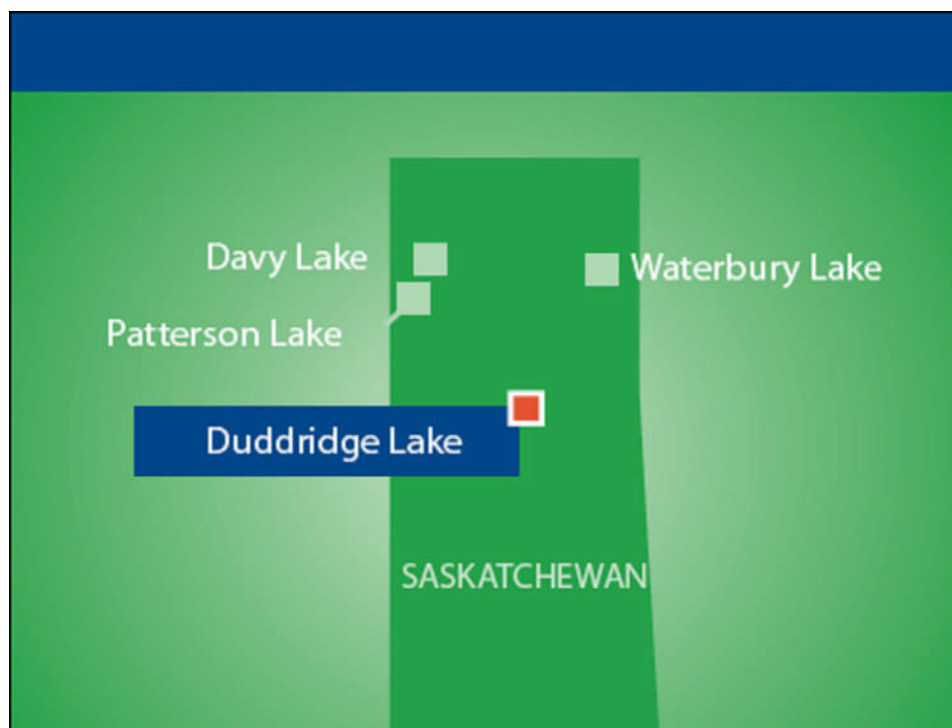 Davy Lake
Waterbury Lake
Patterson Lake
Duddridge Lake
SASKATCHEWAN